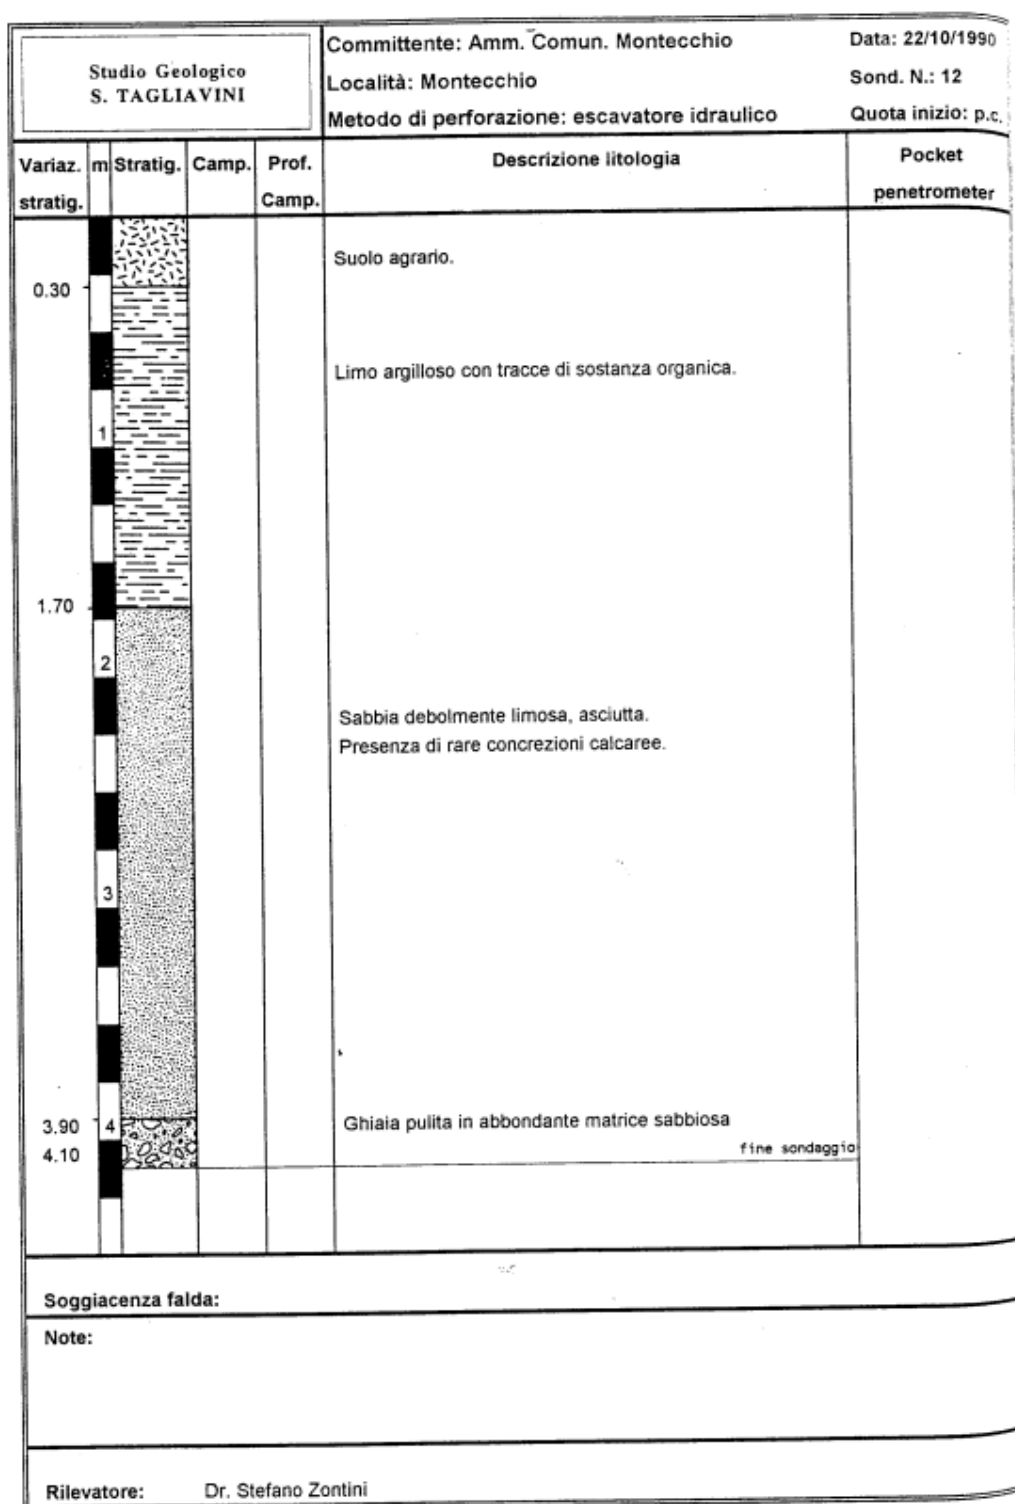 Studio Geologico
S. TAGLIAVINI
Committente: Amm. Comun. Montecchio
Data: 22/10/1990
Località: Montecchio
Sond. N.: 12
Metodo di perforazione: escavatore idraulico
Quota inizio: p.c.
Variaz. stratig.
m
Stratig.
Camp.
Prof. Camp.
Descrizione litologia
Pocket penetrometer
Suolo agrario.
0.30
Limo argilloso con tracce di sostanza organica.
1
1.70
2
Sabbia debolmente limosa, asciutta.
Presenza di rare concrezioni calcaree.
3
3.90
4
Ghiaia pulita in abbondante matrice sabbiosa
4.10
fine sondaggio
Soggiacenza falda:
Note:
Rilevatore: Dr. Stefano Zontini